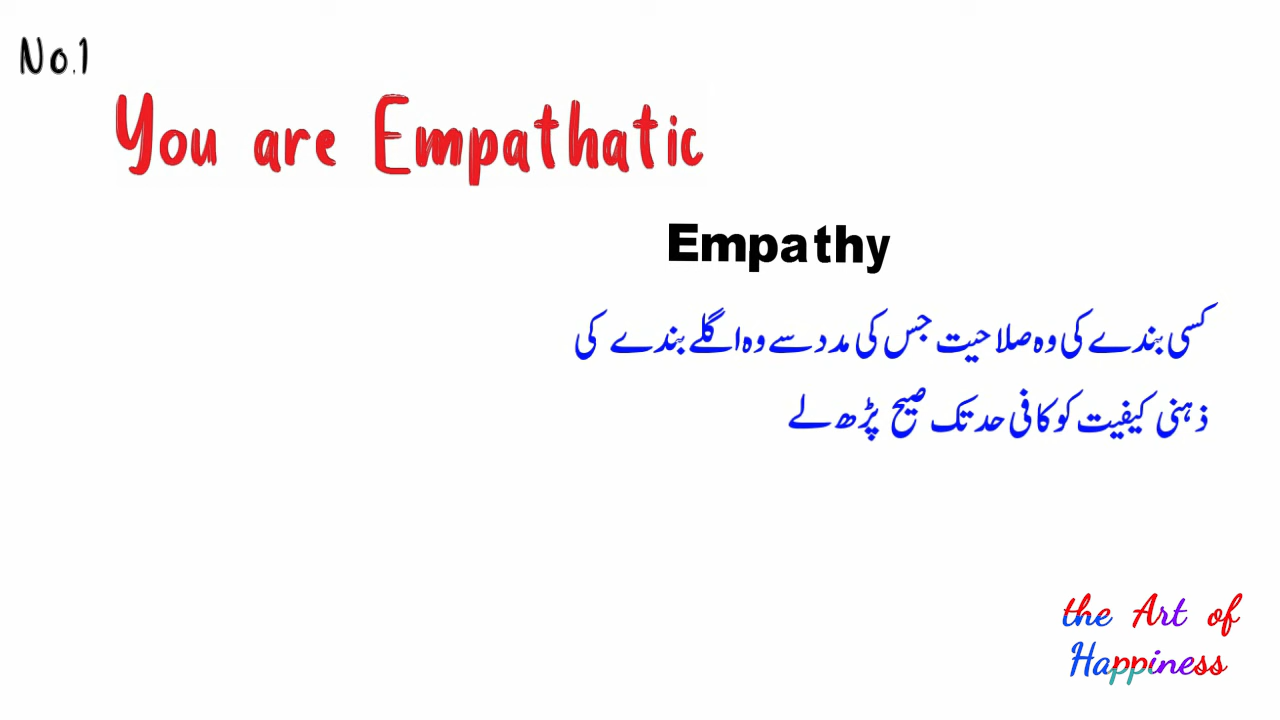 No.1
You are Empathatic
Empathy
کسی بندے کی وہ صلاحیت جس کی مدد سے وہ اگلے بندے کی
ذہنی کیفیت کو کافی حد تک صیح پڑھ لے
the Art of
Happiness